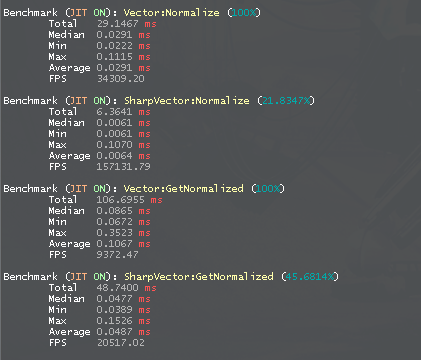 Benchmark (JIT ON): Vector:Normalize (100%)
Total 29.1467 ms
Median 0.0291 ms
Min 0.0222 ms
Max 0.1115 ms
Average 0.0291 ms
FPS 34309.20
Benchmark (JIT ON): SharpVector:Normalize (21.8347%)
Total 6.3641 ms
Median 0.0061 ms
Min 0.0061 ms
Max 0.1070 ms
Average 0.0064 ms
FPS 157131.79
Benchmark (JIT ON): Vector:GetNormalized (100%)
Total 106.6955 ms
Median 0.0865 ms
Min 0.0672 ms
Max 0.3523 ms
Average 0.1067 ms
FPS 9372.47
Benchmark (JIT ON): SharpVector:GetNormalized (45.6814%)
Total 48.7400 ms
Median 0.0477 ms
Min 0.0389 ms
Max 0.1526 ms
Average 0.0487 ms
FPS 20517.02